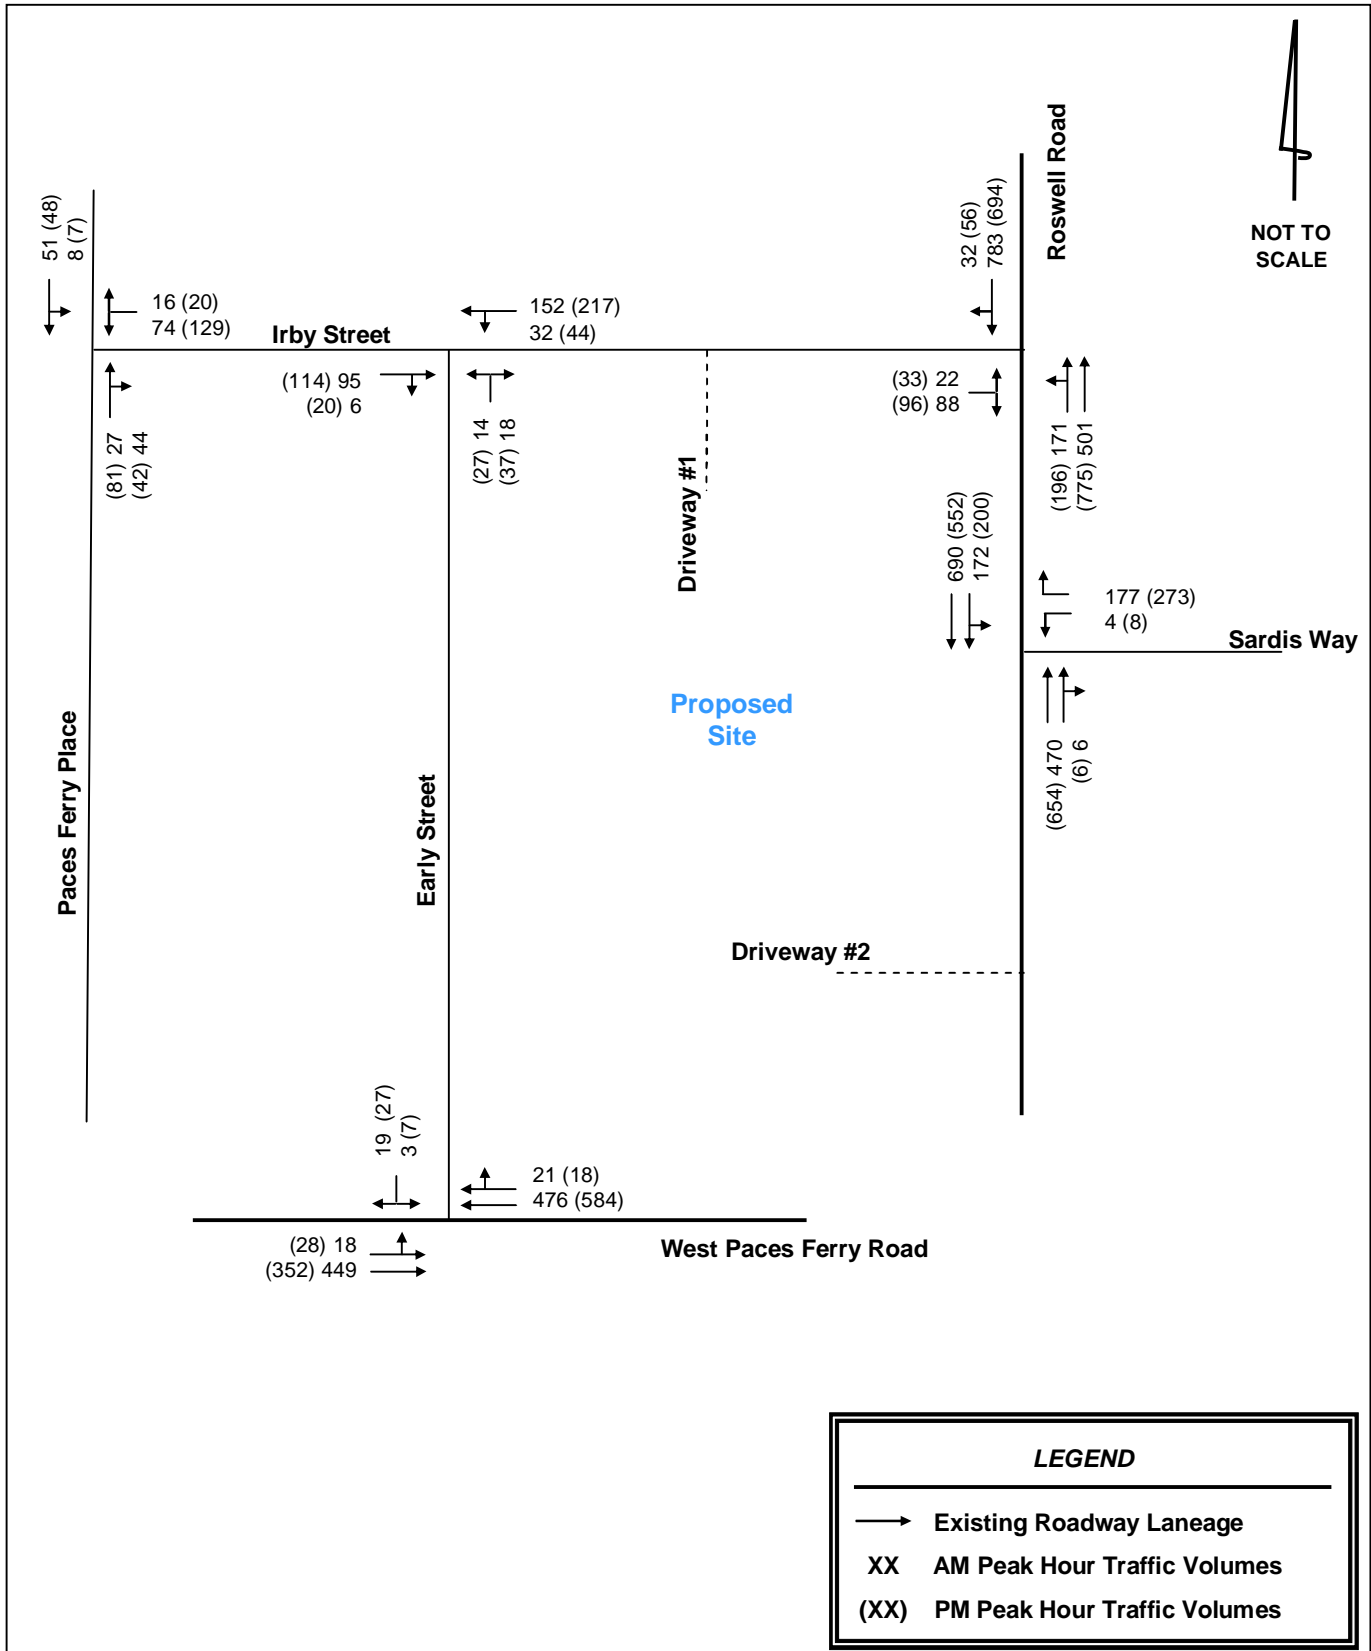 Roswell Road
NOT TO
SCALE
51 (48)
8 (7)
32 (56)
783 (694)
16 (20)
74 (129)
Irby Street
152 (217)
32 (44)
(114) 95
(20) 6
(33) 22
(96) 88
(81) 27
(42) 44
(27) 14
(37) 18
(196) 171
(775) 501
Driveway #1
690 (552)
172 (200)
177 (273)
4 (8)
Sardis Way
Proposed
Site
(654) 470
(6) 6
Paces Ferry Place
Early Street
Driveway #2
19 (27)
3 (7)
21 (18)
476 (584)
(28) 18
(352) 449
West Paces Ferry Road
LEGEND
Existing Roadway Laneage
XX AM Peak Hour Traffic Volumes
(XX) PM Peak Hour Traffic Volumes